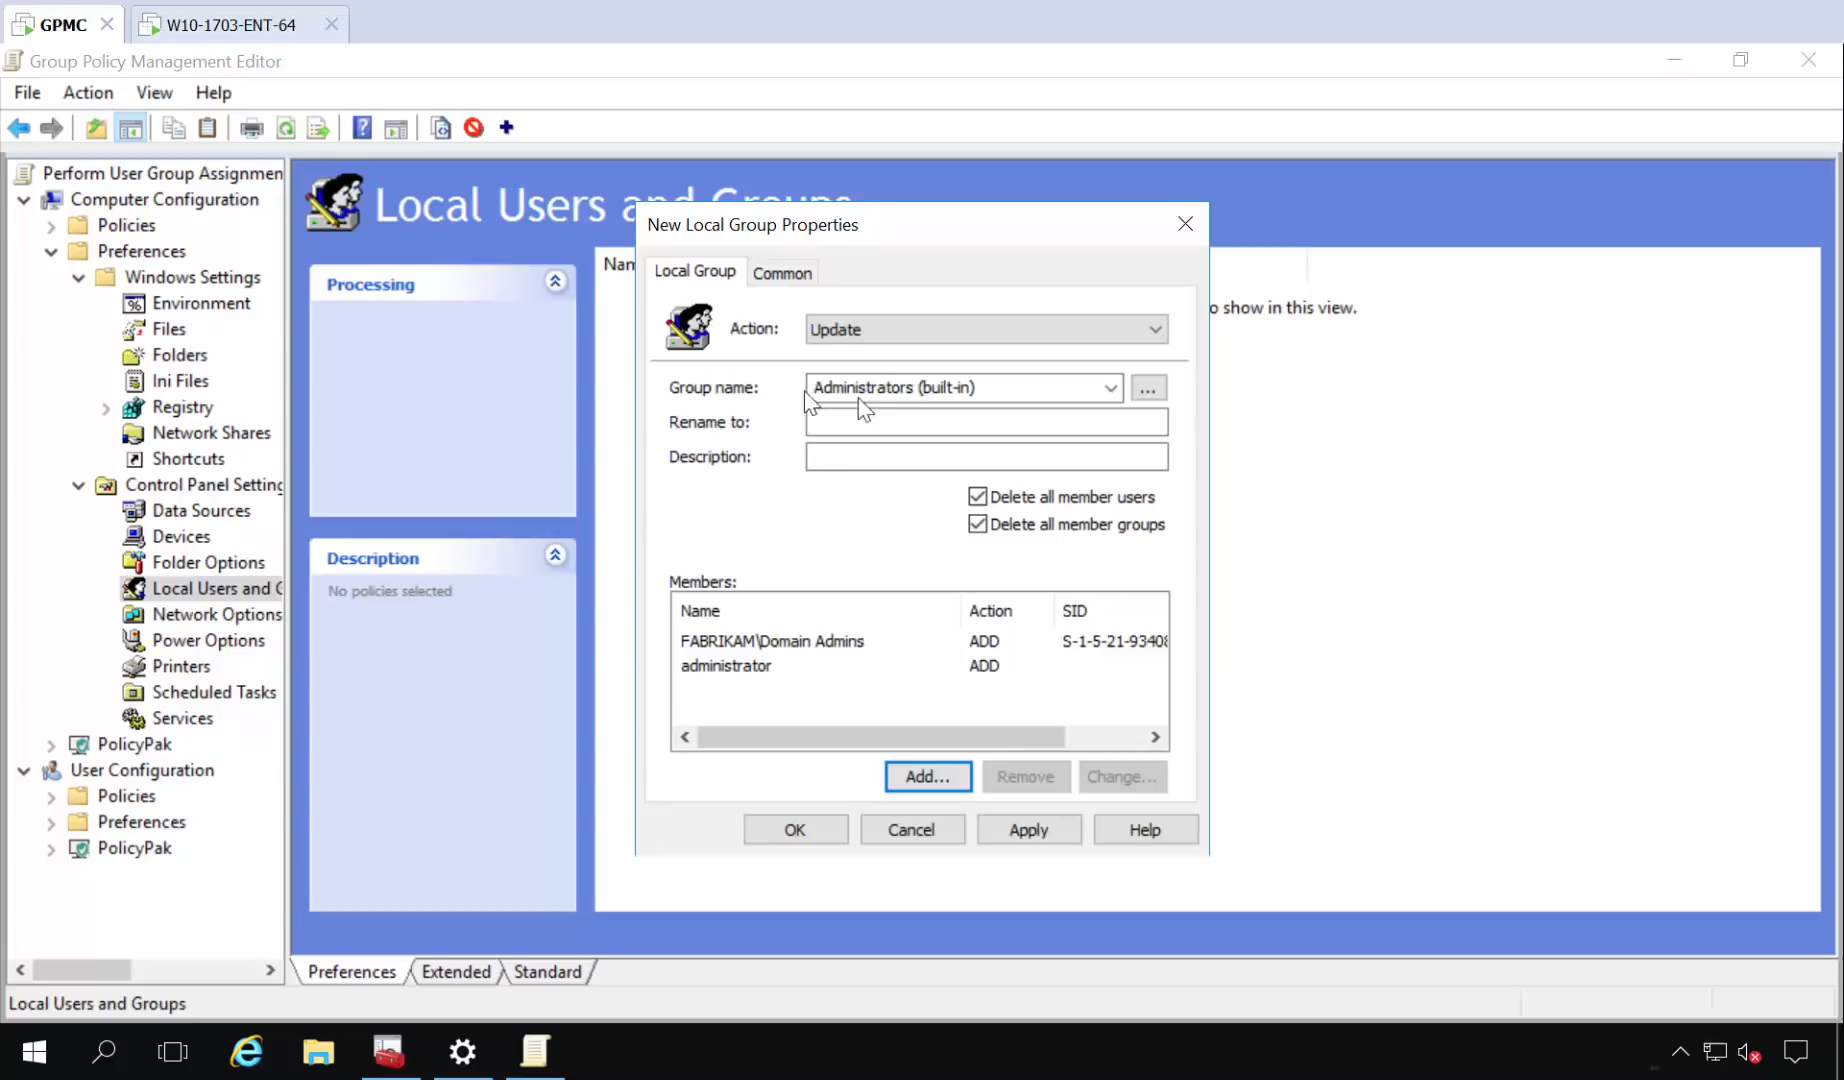 GPMC
W10-1703-ENT-64
Group Policy Management Editor
File Action View Help
Perform User Group Assignmen
Computer Configuration
Policies
Preferences
Windows Settings
Environment
Files
Folders
Ini Files
Registry
Network Shares
Shortcuts
Control Panel Setting
Data Sources
Devices
Folder Options
Local Users and G
Network Options
Power Options
Printers
Scheduled Tasks
Services
PolicyPak
User Configuration
Policies
Preferences
PolicyPak
Local Users and Groups
Processing
Description
No policies selected
Nam
o show in this view.
New Local Group Properties
Local Group Common
Action: Update
Group name: Administrators (built-in) ...
Rename to:
Description:
Delete all member users
Delete all member groups
Members:
Name Action SID
FABRIKAM\Domain Admins ADD S-1-5-21-93408
administrator ADD
Add... Remove Change...
OK Cancel Apply Help
Preferences Extended Standard
Local Users and Groups